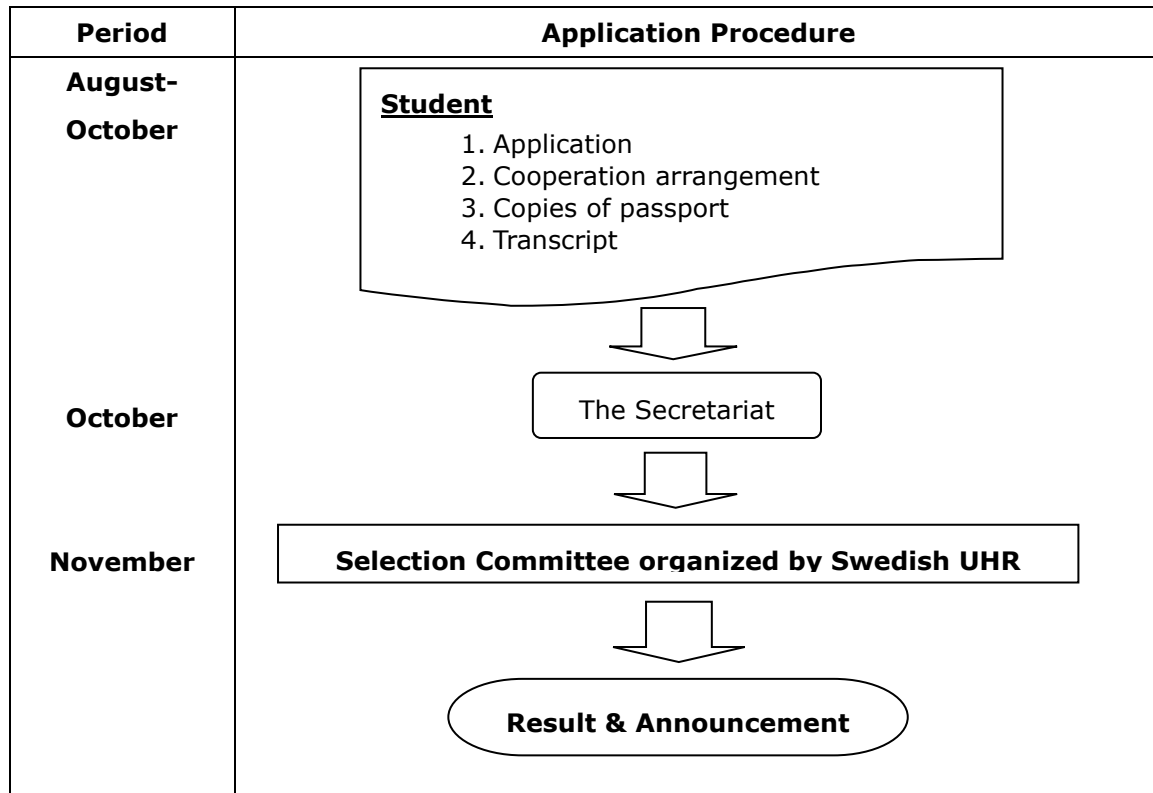 Period
Application Procedure
August-
October
Student
1. Application
2. Cooperation arrangement
3. Copies of passport
4. Transcript
October
The Secretariat
November
Selection Committee organized by Swedish UHR
Result & Announcement